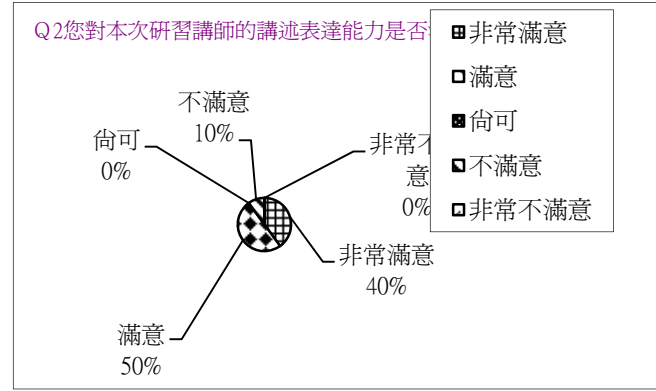 Q2您對本次研習講師的講述表達能力是否
非常滿意
滿意
尙可
不滿意
非常不滿意
不滿意
10%
尙可
0%
非常不
意
0%
非常滿意
40%
滿意
50%